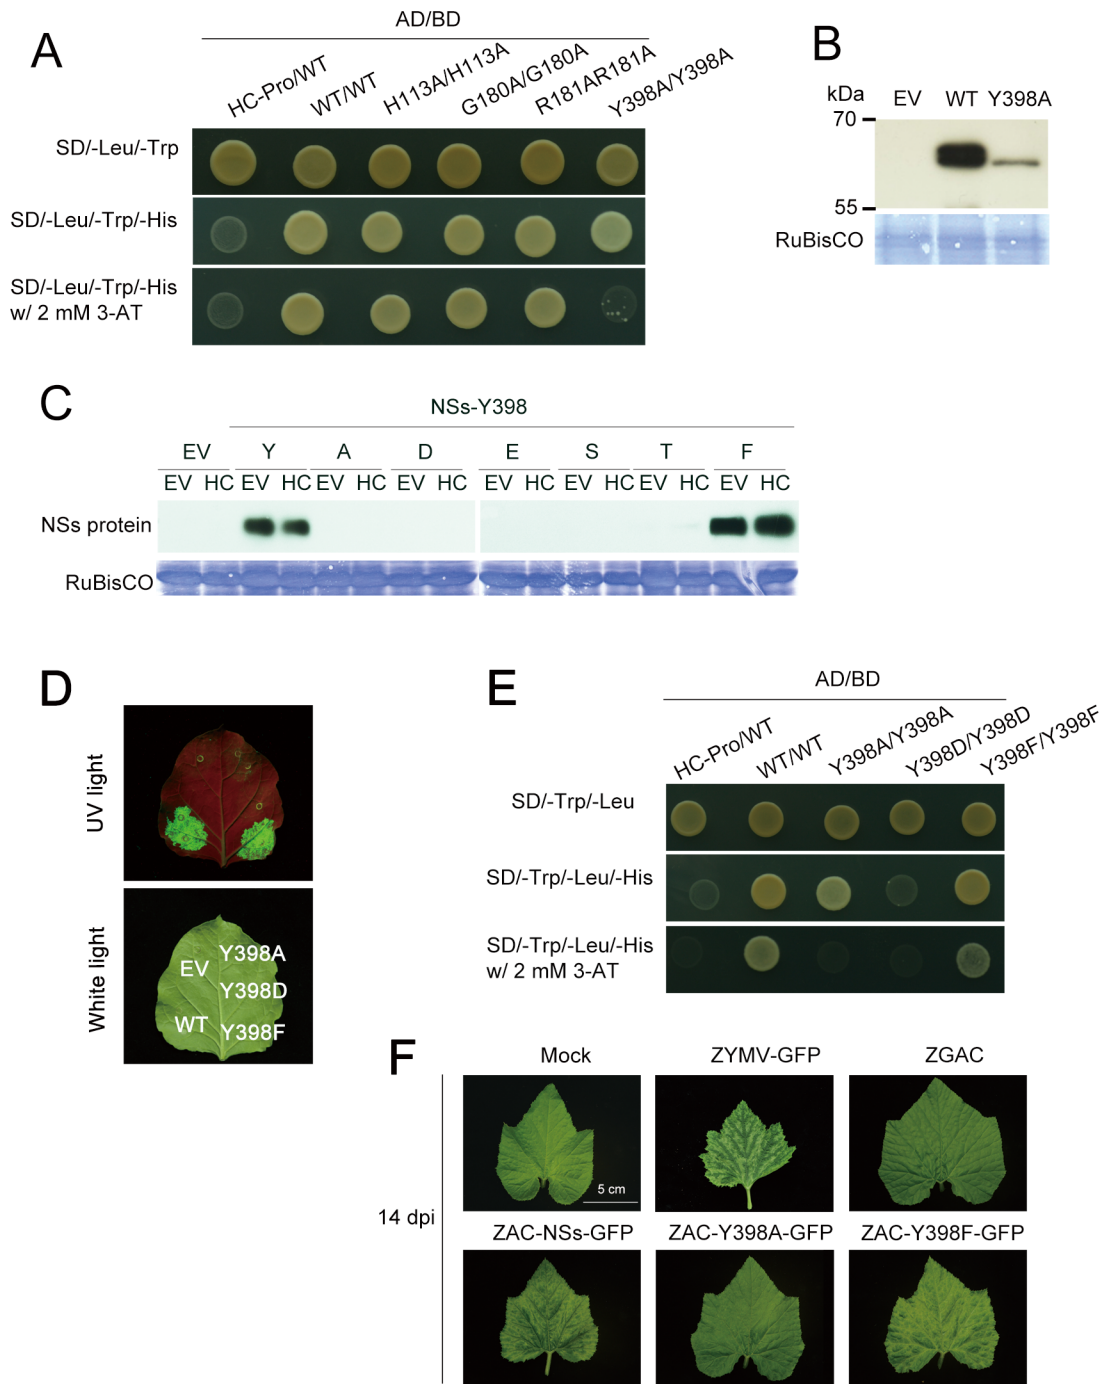 A
AD/BD
HC-Pro/WT
WT/WT
H113A/H113A
G180A/G180A
R181AR181A
Y398A/Y398A
SD/-Leu/-Trp
SD/-Leu/-Trp/-His
SD/-Leu/-Trp/-His
w/ 2 mM 3-AT
B
kDa EV WT Y398A
70
55
RuBisCO
C
NSs-Y398
EV Y A D E S T F
EV HC EV HC EV HC EV HC EV HC EV HC EV HC EV HC
NSs protein
RuBisCO
D
UV light
White light
EV Y398A
Y398D
WT Y398F
E
AD/BD
HC-Pro/WT
WT/WT
Y398A/Y398A
Y398D/Y398D
Y398F/Y398F
SD/-Trp/-Leu
SD/-Trp/-Leu/-His
SD/-Trp/-Leu/-His
w/ 2 mM 3-AT
F
Mock ZYMV-GFP ZGAC
5 cm
14 dpi
ZAC-NSs-GFP ZAC-Y398A-GFP ZAC-Y398F-GFP